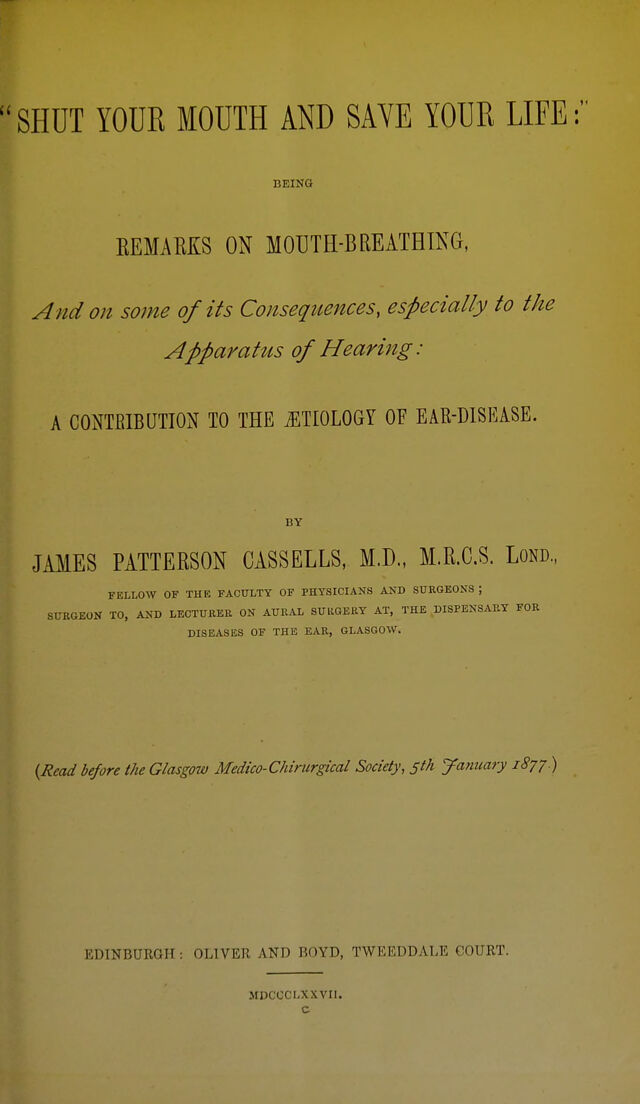 "SHUT YOUR MOUTH AND SAVE YOUR LIFE:"
BEING
REMARKS ON MOUTH-BREATHING,
And on some of its Consequences, especially to the
Apparatus of Hearing:
A CONTRIBUTION TO THE ÆTIOLOGY OF EAR-DISEASE.
BY
JAMES PATTERSON CASSELLS, M.D., M.R.C.S. LOND.,
FELLOW OF THE FACULTY OF PHYSICIANS AND SURGEONS;
SURGEON TO, AND LECTURER ON AURAL SURGERY AT, THE DISPENSARY FOR
DISEASES OF THE EAR, GLASGOW.
(Read before the Glasgow Medico-Chirurgical Society, 5th January 1877.)
EDINBURGH: OLIVER AND BOYD, TWEEDDALE COURT.
MDCCCLXXVII.
C